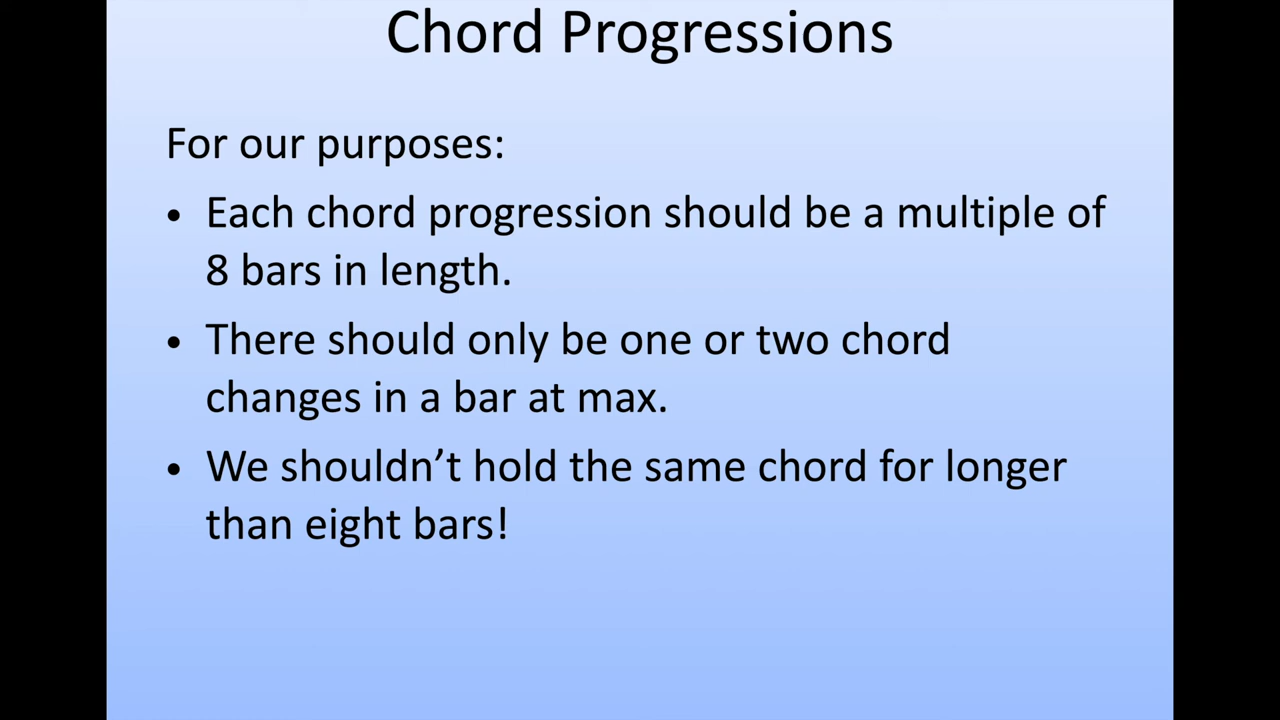 Chord Progressions
For our purposes:
• Each chord progression should be a multiple of
8 bars in length.
• There should only be one or two chord
changes in a bar at max.
• We shouldn’t hold the same chord for longer
than eight bars!